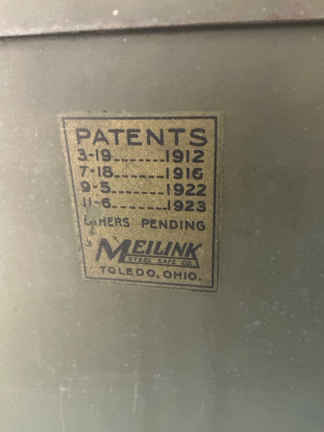 PATENTS
3-19.......1912
7-18.......1916
9-5.......1922
11-6.......1923
OTHERS PENDING
MEILINK
STEEL SAFE CO.
TOLEDO, OHIO.